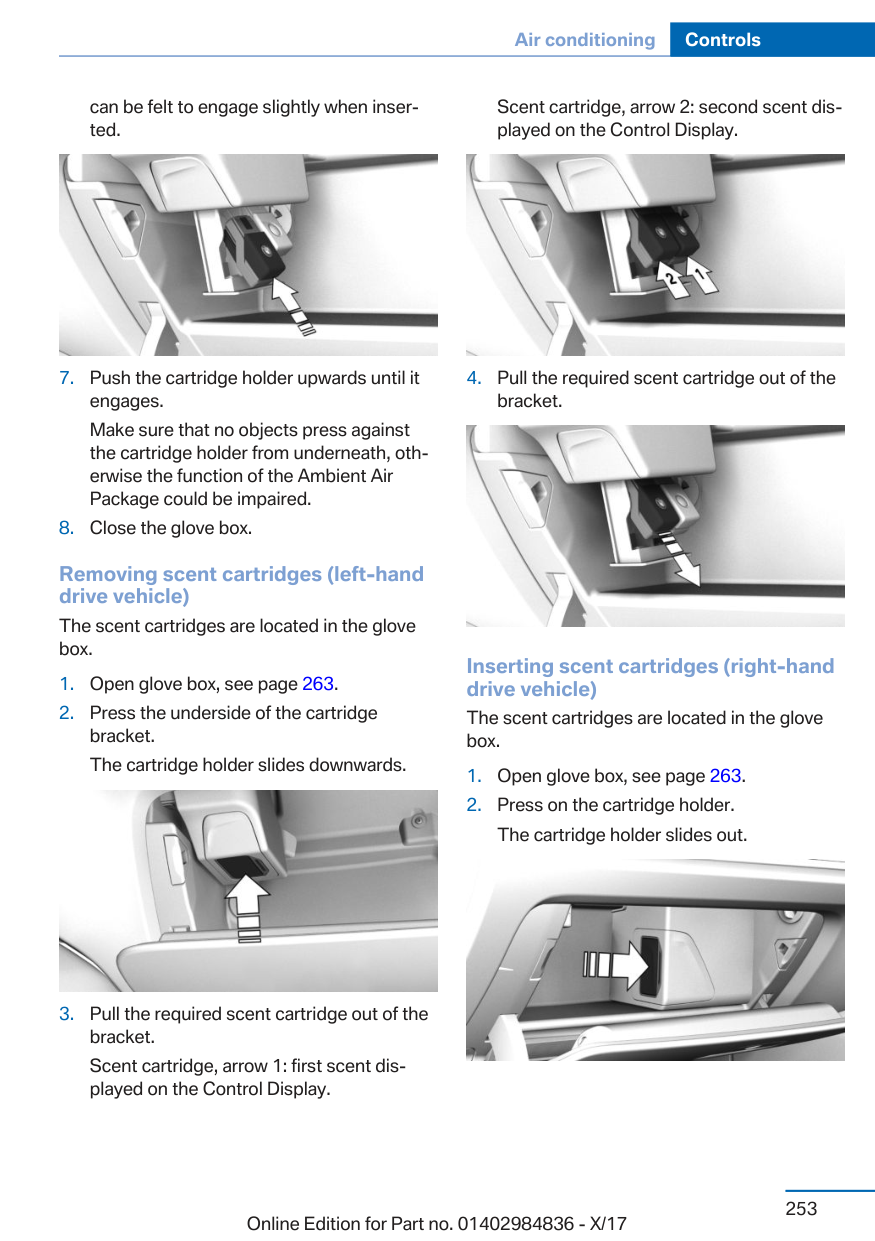 Air conditioning Controls
can be felt to engage slightly when inser-
ted.
7. Push the cartridge holder upwards until it
engages.
Make sure that no objects press against
the cartridge holder from underneath, oth-
erwise the function of the Ambient Air
Package could be impaired.
8. Close the glove box.
Removing scent cartridges (left-hand
drive vehicle)
The scent cartridges are located in the glove
box.
1. Open glove box, see page 263.
2. Press the underside of the cartridge
bracket.
The cartridge holder slides downwards.
3. Pull the required scent cartridge out of the
bracket.
Scent cartridge, arrow 1: first scent dis-
played on the Control Display.
Scent cartridge, arrow 2: second scent dis-
played on the Control Display.
2 1
4. Pull the required scent cartridge out of the
bracket.
Inserting scent cartridges (right-hand
drive vehicle)
The scent cartridges are located in the glove
box.
1. Open glove box, see page 263.
2. Press on the cartridge holder.
The cartridge holder slides out.
253
Online Edition for Part no. 01402984836 - X/17